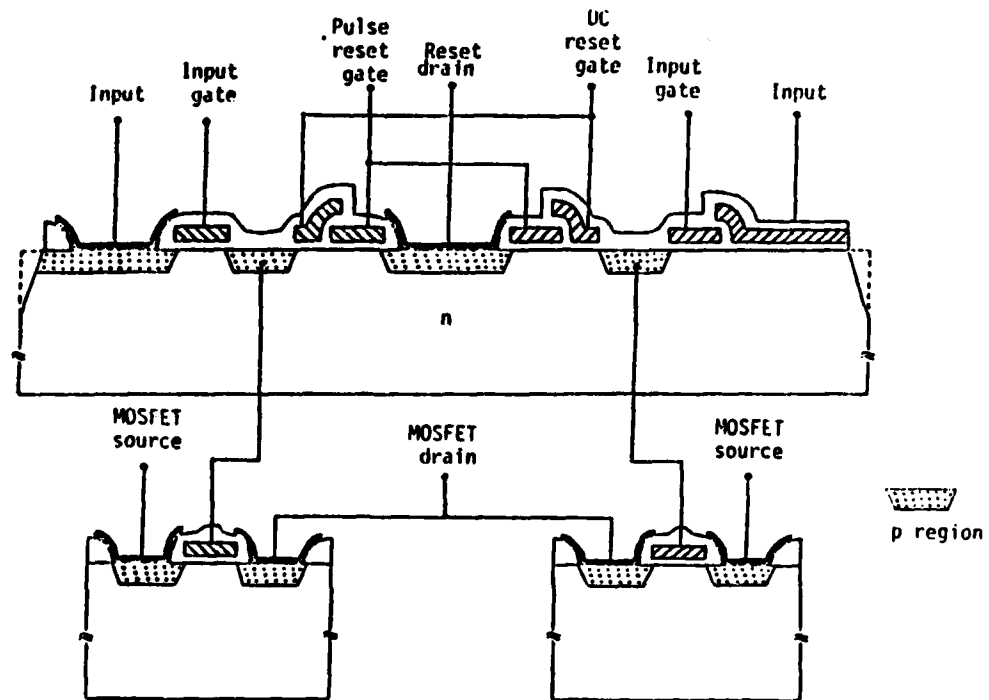 Input
Input
gate
Pulse
reset
gate
Reset
drain
DC
reset
gate
Input
gate
Input
n
MOSFET
source
MOSFET
drain
MOSFET
source
p region